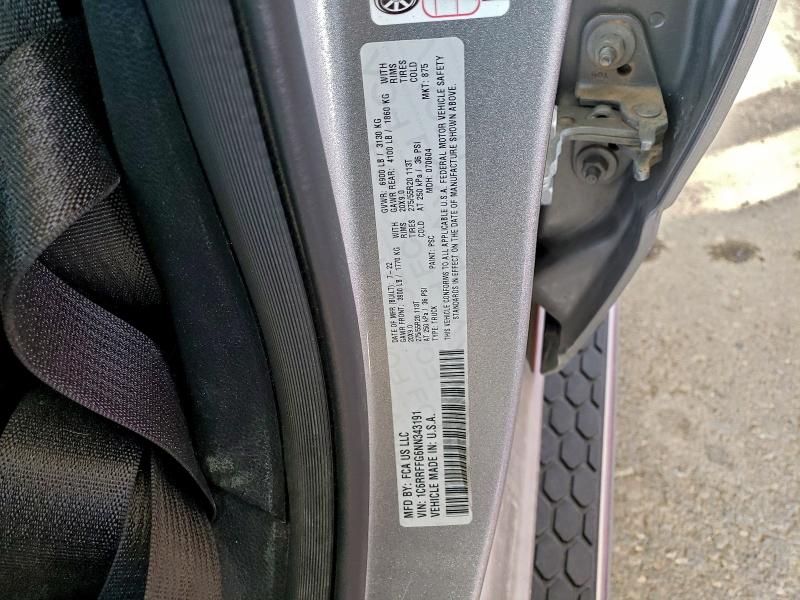 MFD BY: FCA US LLC
VIN: 1C6RRFFG6NN343191
VEHICLE MADE IN: U.S.A.
DATE OF MFR (BUILT): 7-22 GVWR: 6900 LB / 3130 KG
GAWR FRONT: 3900 LB / 1770 KG WITH GAWR REAR: 4100 LB / 1860 KG WITH
20X9.0 RIMS 20X9.0 RIMS
275/55R20 113T TIRES 275/55R20 113T TIRES
AT 250 kPa / 36 PSI COLD AT 250 kPa / 36 PSI COLD
TYPE: TRUCK PAINT: PSC MDH: 070604 MKT: 875
THIS VEHICLE CONFORMS TO ALL APPLICABLE U.S.A. FEDERAL MOTOR VEHICLE SAFETY
STANDARDS IN EFFECT ON THE DATE OF MANUFACTURE SHOWN ABOVE.